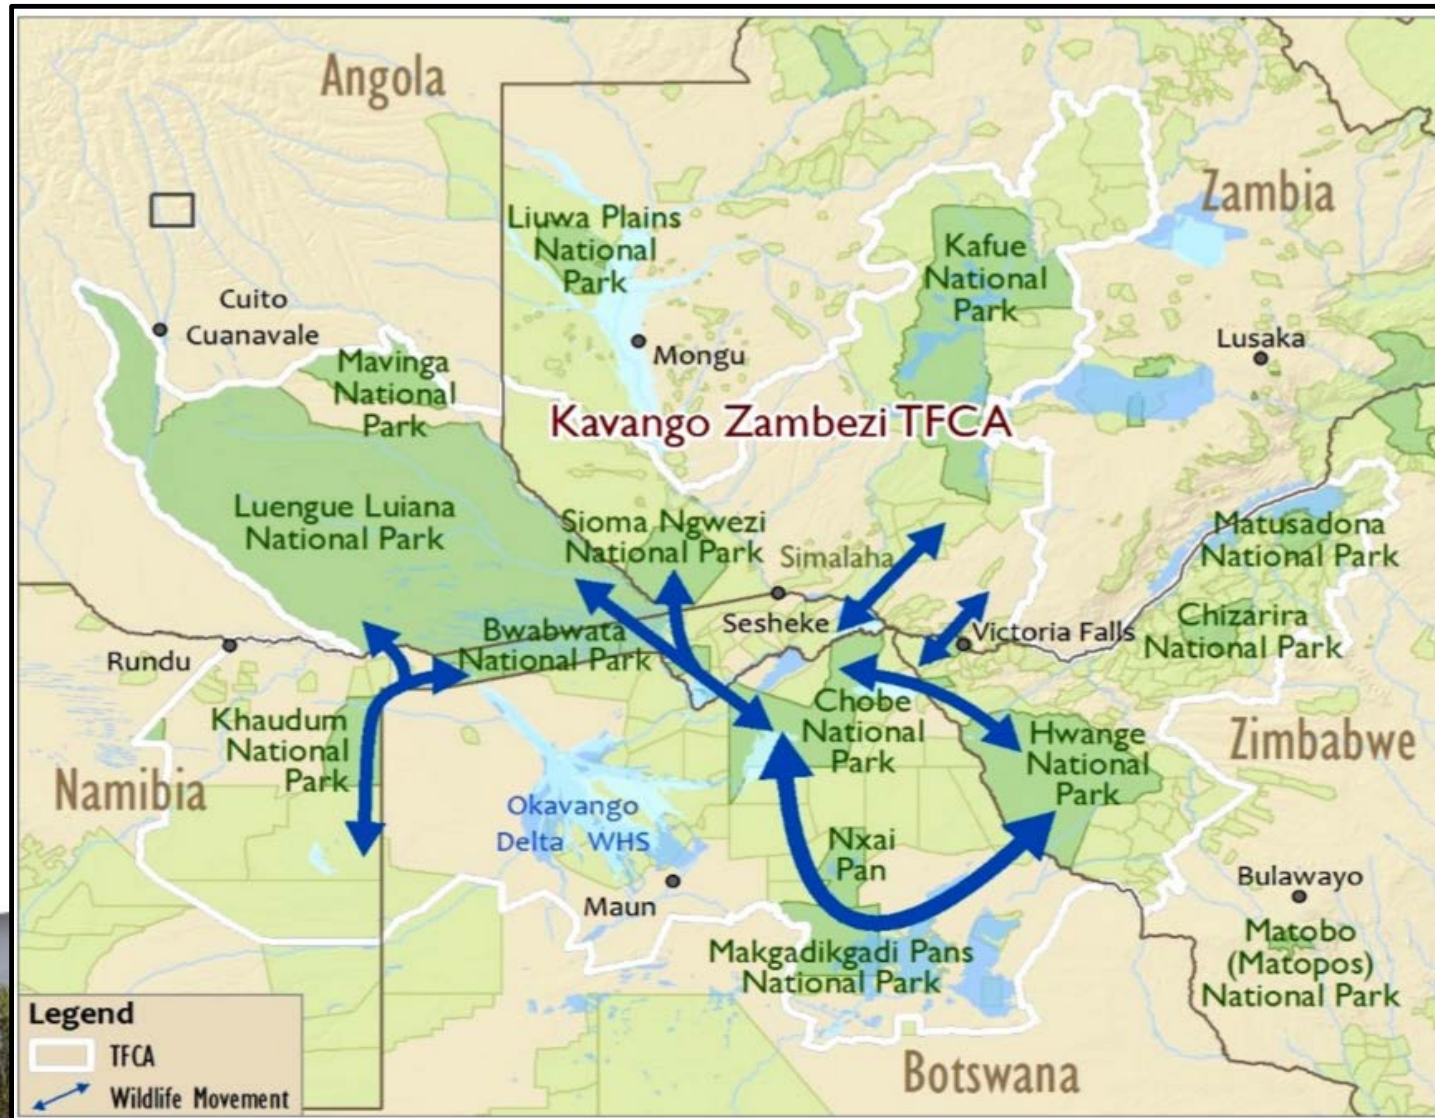 Angola
Zambia
Liuwa Plains
National
Park
Kafue
National
Park
Cuito
Cuanavale
Mongu
Lusaka
Mavinga
National
Park
Kavango Zambezi TFCA
Luengue Luiana
National Park
Sioma Ngwezi
National Park
Simalaha
Matusadona
National Park
Sesheke
Victoria Falls
Chizarira
National Park
Rundu
Bwabwata
National Park
Khaudum
National
Park
Chobe
National
Park
Hwange
National
Park
Zimbabwe
Namibia
Okavango
Delta WHS
Nxai
Pan
Maun
Bulawayo
Makgadikgadi Pans
National Park
Matobo
(Matopos)
National Park
Botswana
Legend
TFCA
Wildlife Movement